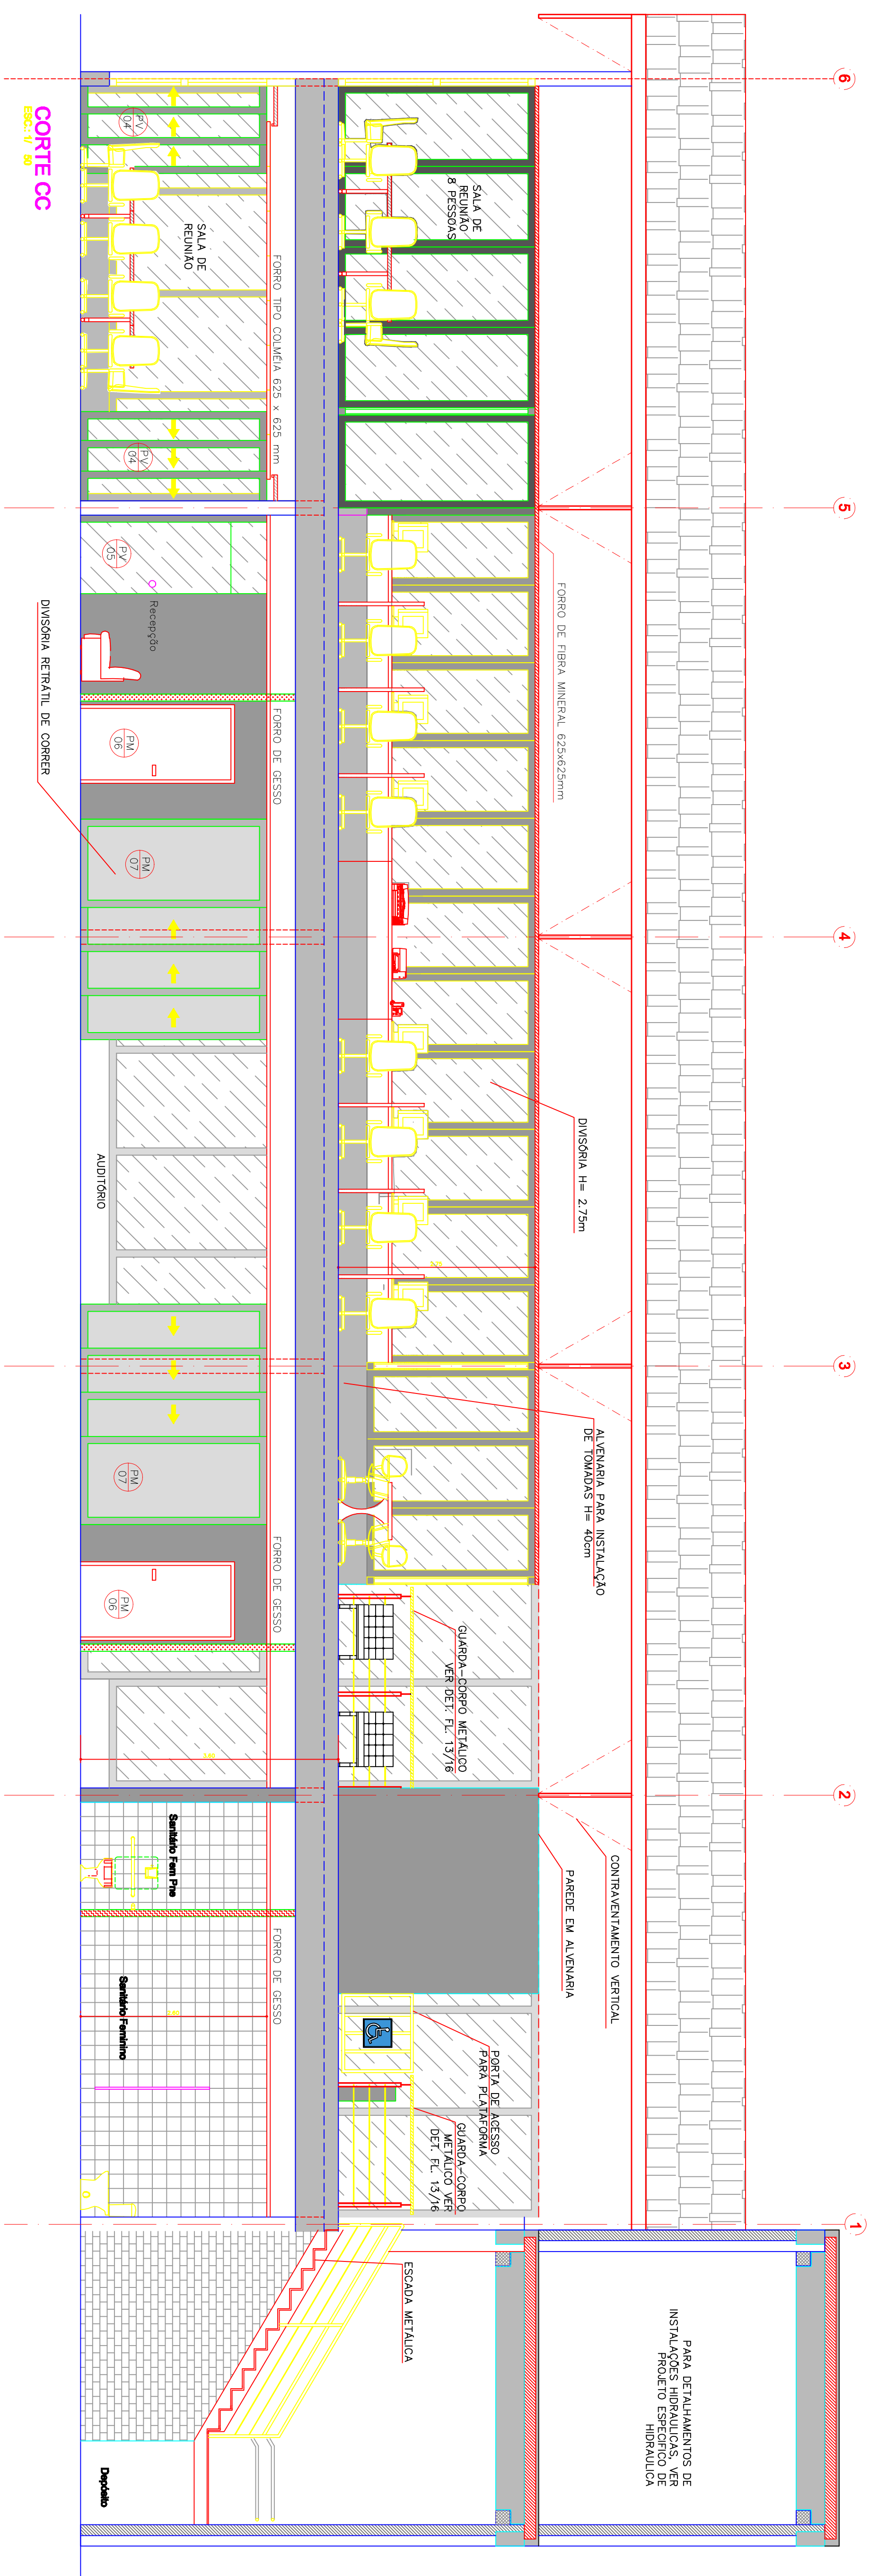 6
5
4
3
2
1
SALA DE
REUNIÃO
8 PESSOAS
FORRO DE FIBRA MINERAL 625x625mm
DIVISÓRIA H= 2.75m
ALVENARIA PARA INSTALAÇÃO
DE TOMADAS H= 40cm
GUARDA-CORPO METÁLICO
VER DET. FL. 13/16
CONTRAVENTAMENTO VERTICAL
PAREDE EM ALVENARIA
PORTA DE ACESSO
PARA PLATAFORMA
GUARDA-CORPO
METÁLICO VER
DET. FL. 13/16
PARA DETALHAMENTOS DE
INSTALAÇÕES HIDRAULICAS, VER
PROJETO ESPECIFICO DE
HIDRAULICA
ESCADA METÁLICA
FORRO TIPO COLMÉIA 625 x 625 mm
SALA DE
REUNIÃO
PV
04
PV
04
PV
05
Recepção
FORRO DE GESSO
PM
06
PM
07
DIVISÓRIA RETRÁTIL DE CORRER
AUDITÓRIO
PM
07
FORRO DE GESSO
PM
06
Sanitário Fem Pne
FORRO DE GESSO
Sanitário Feminino
Depósito
CORTE CC
ESC.: 1/ 50